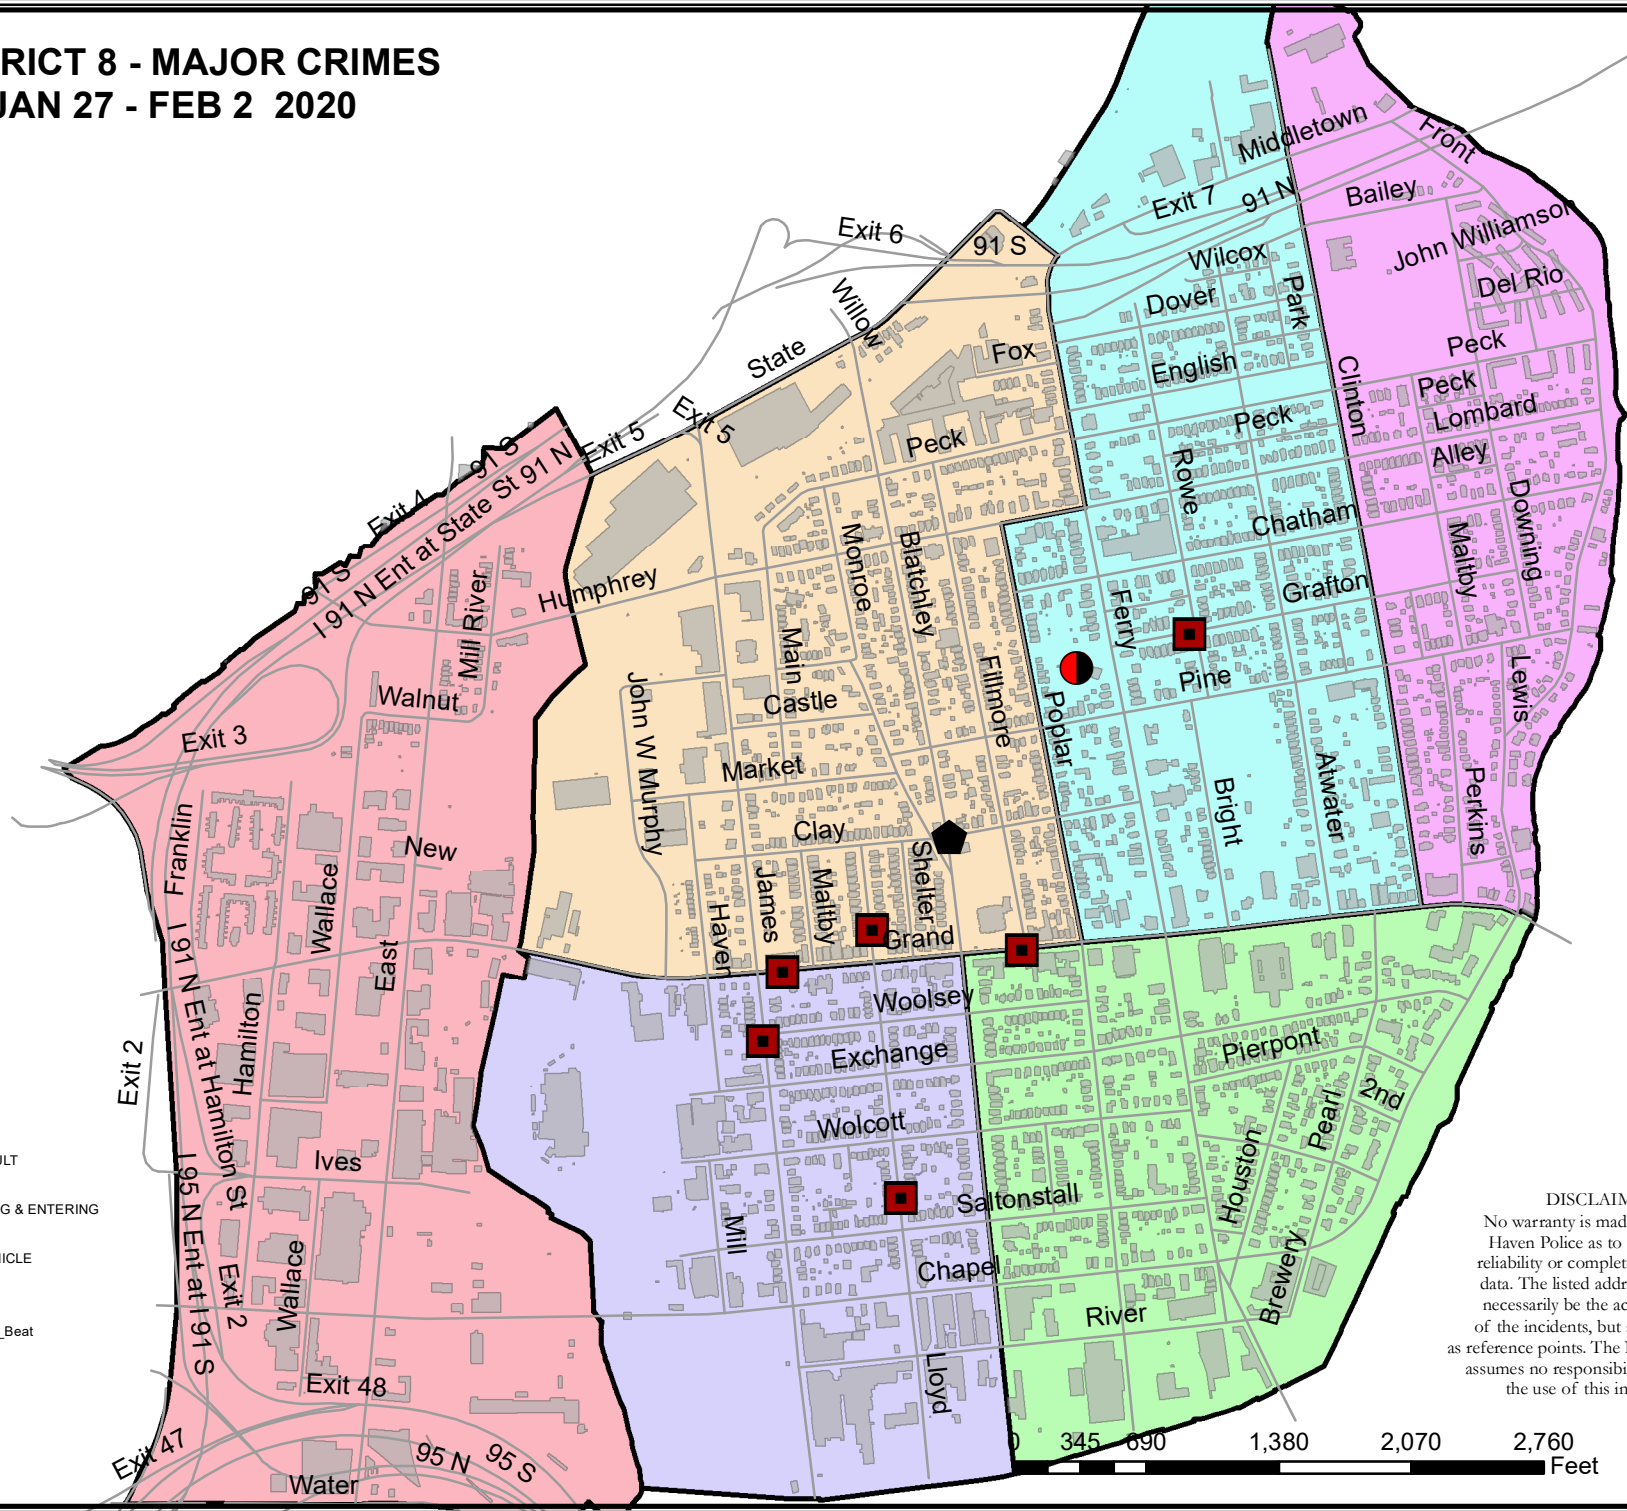 RICT 8 - MAJOR CRIMES
JAN 27 - FEB 2 2020
Middletown
Front
Exit 7
91 N
Bailey
Exit 6
91 S
John Williamson
Wilcox
Park
Del Rio
Dover
Willow
State
Fox
English
Peck
Clinton
Peck
Exit 5
Exit 5
Peck
Peck
Lombard
91 S
91 N
Alley
Rowe
Exit 4
I 91 N Ent at State St
Downing
Chatham
Monroe
Blatchley
Maltby
91 S
Humphrey
Mill River
Grafton
Ferry
Main
Fillmore
Pine
Lewis
Walnut
Castle
John W Murphy
Poplar
Exit 3
Market
Atwater
Bright
Perkins
Franklin
New
Clay
Wallace
Shelter
James
Maltby
Haven
Grand
East
I 91 N Ent at Hamilton St
Hamilton
Woolsey
Exchange
Pierpont
Exit 2
Wolcott
2nd
Pearl
Houston
ULT
Ives
I 95 N Ent at I 91 S
G & ENTERING
Saltonstall
Mill
HICLE
Exit 2
Wallace
Chapel
Brewery
River
_Beat
Lloyd
Exit 48
Exit 47
95 N
95 S
Water
DISCLAIM
No warranty is mad
Haven Police as to
reliability or complet
data. The listed addr
necessarily be the ac
of the incidents, but
as reference points. The
assumes no responsibi
the use of this in
0 345 690 1,380 2,070 2,760
Feet